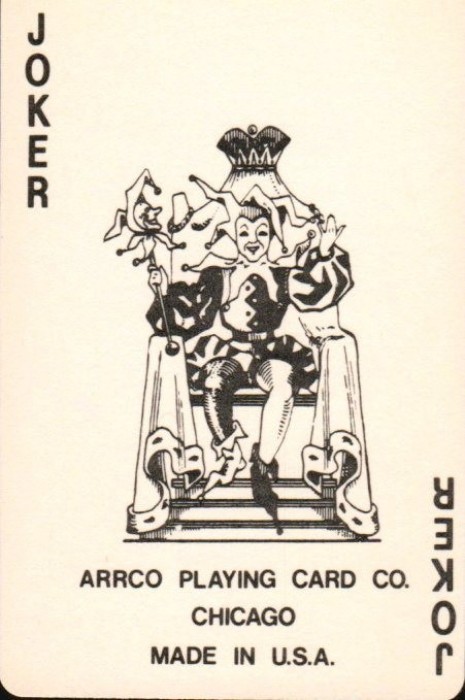 JOKER
ARRCO PLAYING CARD CO.
CHICAGO
MADE IN U.S.A.
JOKER